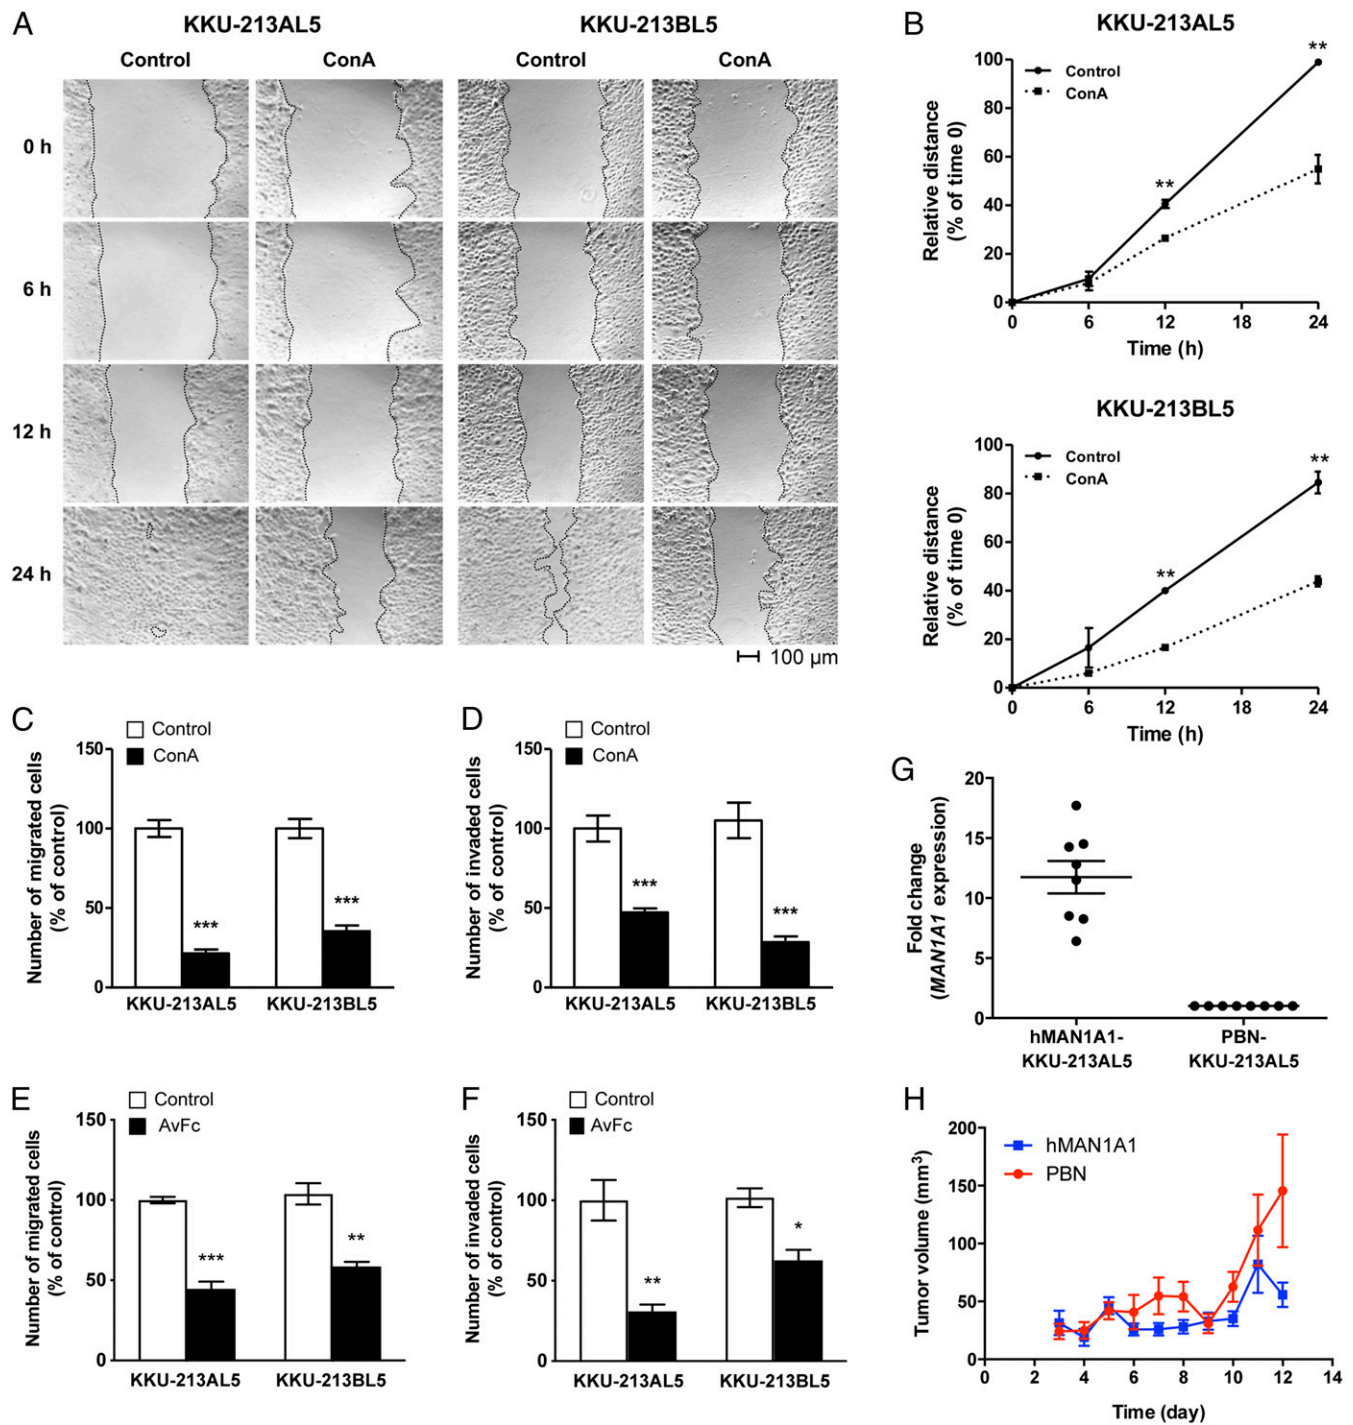 A
KKU-213AL5
KKU-213BL5
Control
ConA
Control
ConA
0 h
6 h
12 h
24 h
100 µm
B
KKU-213AL5
Relative distance
(% of time 0)
100
80
60
40
20
0
Control
ConA
**
**
0 6 12 18 24
Time (h)
KKU-213BL5
Relative distance
(% of time 0)
100
80
60
40
20
0
Control
ConA
**
**
0 6 12 18 24
Time (h)
C
Control
ConA
Number of migrated cells
(% of control)
150
100
50
0
***
***
KKU-213AL5 KKU-213BL5
D
Control
ConA
Number of invaded cells
(% of control)
150
100
50
0
***
***
KKU-213AL5 KKU-213BL5
G
Fold change
(MAN1A1 expression)
20
15
10
5
0
hMAN1A1-
KKU-213AL5
PBN-
KKU-213AL5
E
Control
AvFc
Number of migrated cells
(% of control)
150
100
50
0
***
**
KKU-213AL5 KKU-213BL5
F
Control
AvFc
Number of invaded cells
(% of control)
150
100
50
0
**
*
KKU-213AL5 KKU-213BL5
H
Tumor volume (mm³)
200
150
100
50
0
hMAN1A1
PBN
0 2 4 6 8 10 12 14
Time (day)